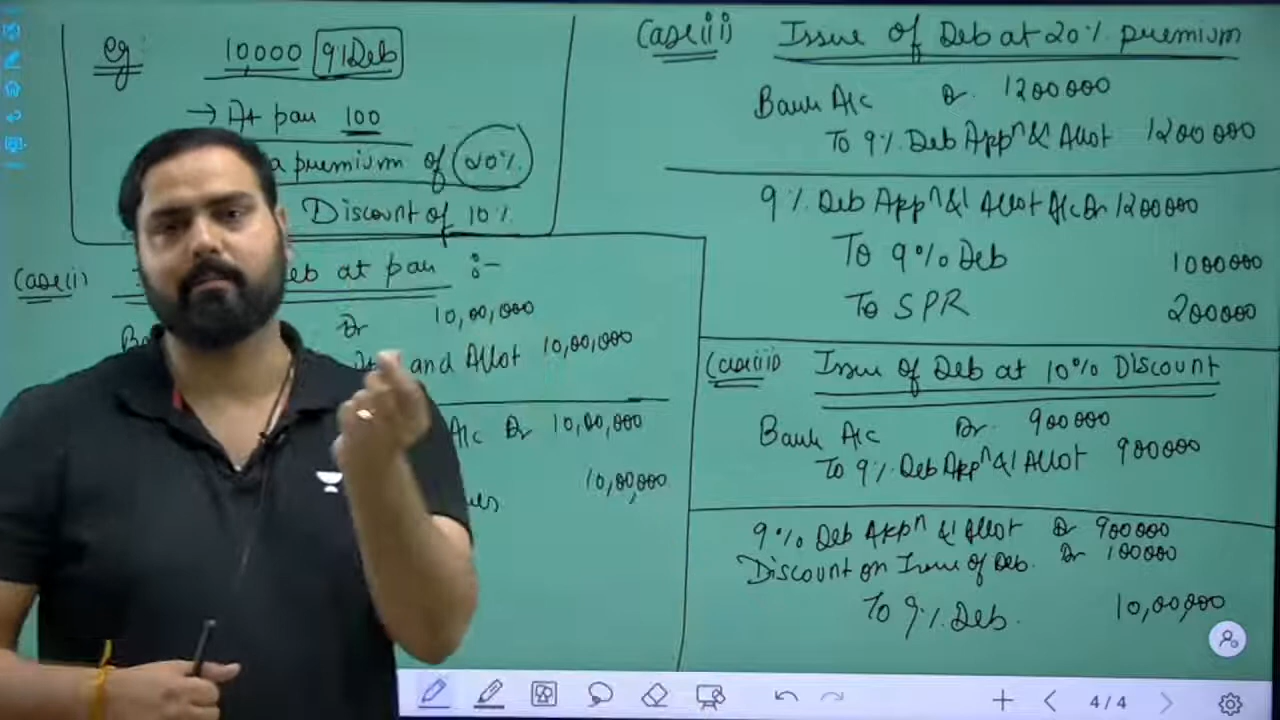 eg:
10,000 9% Deb
→ At par 100
a premium of 20%
Discount of 10%
Case(i)
Deb at par :-
Dr 10,00,000
and Allot 10,00,000
A/c Dr 10,00,000
10,00,000
Case(ii) Issue of Deb at 20% premium
Bank A/c Dr. 1200000
To 9% Deb Appⁿ & Allot 1200000
9% Deb Appⁿ & Allot A/c Dr 1200000
To 9% Deb 1000000
To SPR 200000
Case(iii) Issue of Deb at 10% Discount
Bank A/c Dr. 900000
To 9% Deb Appⁿ & Allot 900000
9% Deb Appⁿ & Allot Dr 900000
Discount on Issue of Deb. Dr 100000
To 9% Deb. 10,00,000
4/4